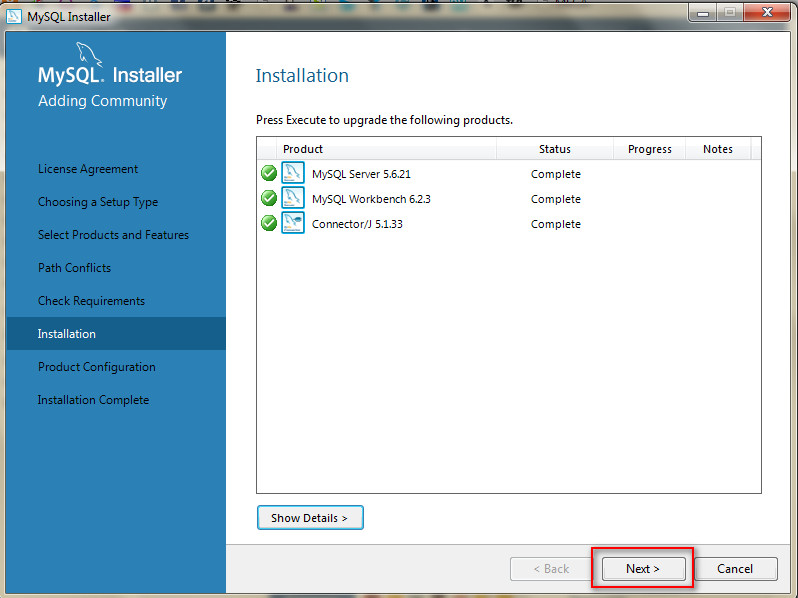 MySQL Installer
MySQL. Installer
Adding Community
License Agreement
Choosing a Setup Type
Select Products and Features
Path Conflicts
Check Requirements
Installation
Product Configuration
Installation Complete
Installation
Press Execute to upgrade the following products.
Product Status Progress Notes
MySQL Server 5.6.21 Complete
MySQL Workbench 6.2.3 Complete
Connector/J 5.1.33 Complete
Show Details >
< Back Next > Cancel